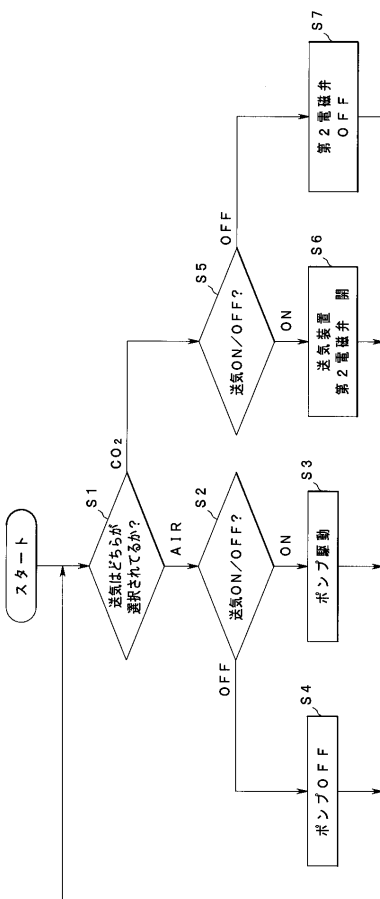 スタート
送気はどちらが
選択されてるか?
S1
CO₂
AIR
送気ON/OFF?
S2
OFF
ON
ポンプ駆動
S3
ポンプOFF
S4
送気ON/OFF?
S5
OFF
ON
送気装置
第2電磁弁 開
S6
第2電磁弁
OFF
S7